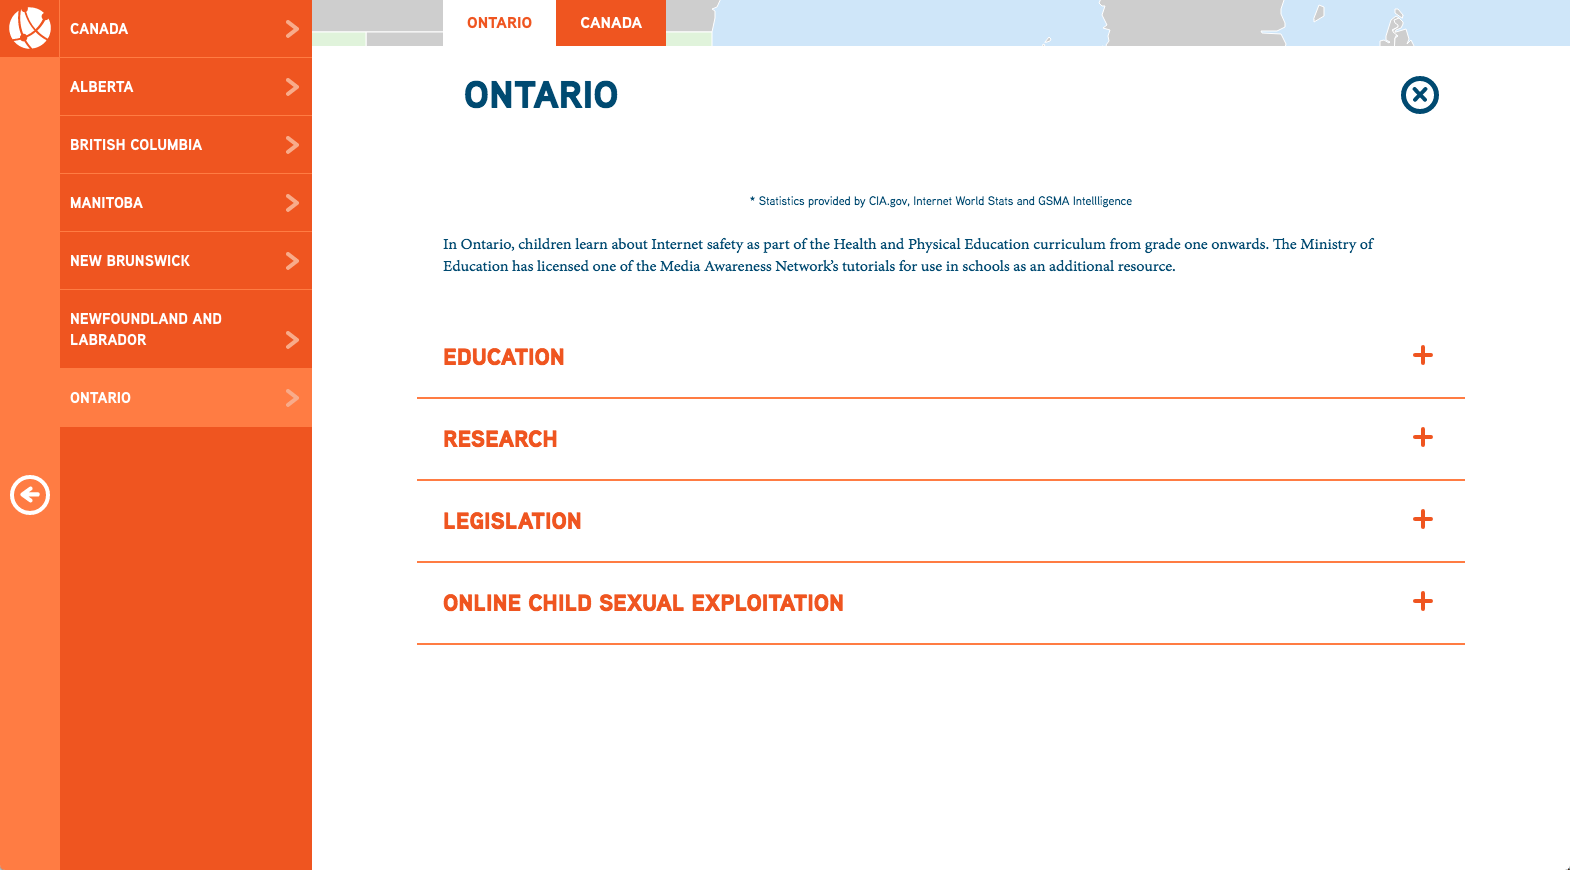 CANADA
ALBERTA
BRITISH COLUMBIA
MANITOBA
NEW BRUNSWICK
NEWFOUNDLAND AND
LABRADOR
ONTARIO
ONTARIO
CANADA
ONTARIO
* Statistics provided by CIA.gov, Internet World Stats and GSMA Intellligence
In Ontario, children learn about Internet safety as part of the Health and Physical Education curriculum from grade one onwards. The Ministry of
Education has licensed one of the Media Awareness Network's tutorials for use in schools as an additional resource.
EDUCATION
RESEARCH
LEGISLATION
ONLINE CHILD SEXUAL EXPLOITATION